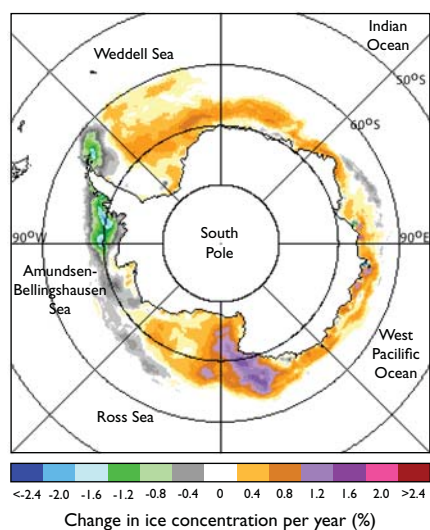 Indian
Ocean
Weddell Sea
50°S
60°S
South
Pole
90°W
90°E
Amundsen-
Bellingshausen
Sea
West
Pacific
Ocean
Ross Sea
<-2.4 -2.0 -1.6 -1.2 -0.8 -0.4 0 0.4 0.8 1.2 1.6 2.0 >2.4
Change in ice concentration per year (%)